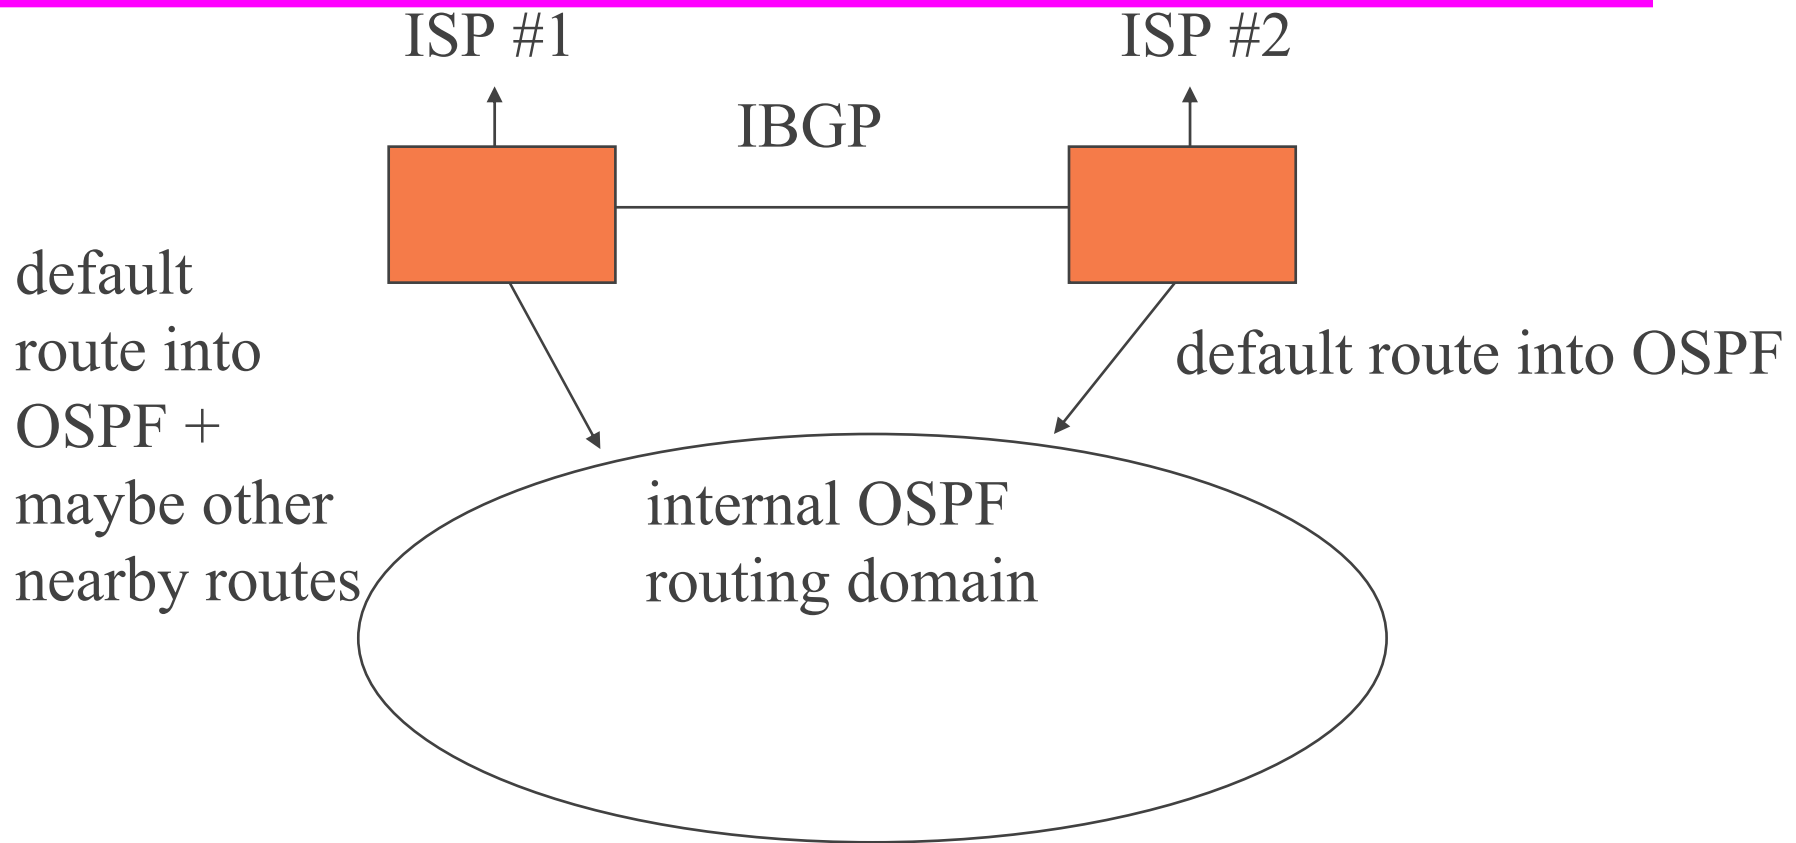 ISP #1
ISP #2
IBGP
default
route into
OSPF +
maybe other
nearby routes
default route into OSPF
internal OSPF
routing domain